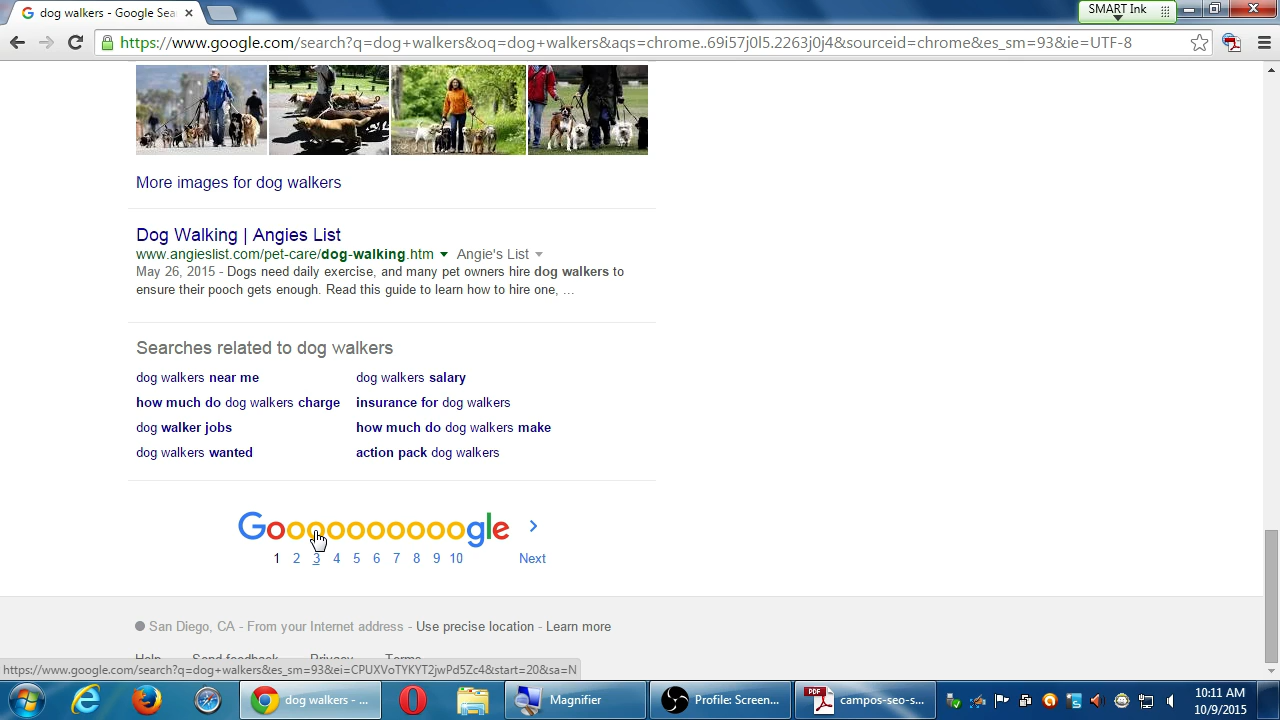 dog walkers - Google Sea
SMART Ink
https://www.google.com/search?q=dog+walkers&oq=dog+walkers&aqs=chrome..69i57j0l5.2263j0j4&sourceid=chrome&es_sm=93&ie=UTF-8
More images for dog walkers
Dog Walking | Angies List
www.angieslist.com/pet-care/dog-walking.htm Angie's List
May 26, 2015 - Dogs need daily exercise, and many pet owners hire dog walkers to
ensure their pooch gets enough. Read this guide to learn how to hire one, ...
Searches related to dog walkers
dog walkers near me dog walkers salary
how much do dog walkers charge insurance for dog walkers
dog walker jobs how much do dog walkers make
dog walkers wanted action pack dog walkers
Goooooooooogle >
1 2 3 4 5 6 7 8 9 10 Next
San Diego, CA - From your Internet address - Use precise location - Learn more
Help Send feedback Privacy Terms
https://www.google.com/search?q=dog+walkers&es_sm=93&ei=CPUXVoTYKYT2jwPd5Zc4&start=20&sa=N
dog walkers - ... Magnifier Profile: Screen... PDF campos-seo-s... 10:11 AM
10/9/2015